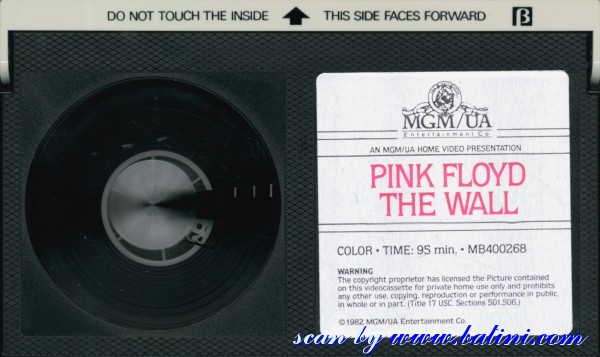 DO NOT TOUCH THE INSIDE THIS SIDE FACES FORWARD β
MGM/UA
Entertainment Co.
AN MGM/UA HOME VIDEO PRESENTATION
PINK FLOYD
THE WALL
COLOR • TIME: 95 min. • MB400268
WARNING
The copyright proprietor has licensed the Picture contained
on this videocassette for private home use only and prohibits
any other use, copying, reproduction or performance in public,
in whole or in part. (Title 17 USC. Sections 501.506.)
©1982 MGM/UA Entertainment Co.
scan by www.batini.com